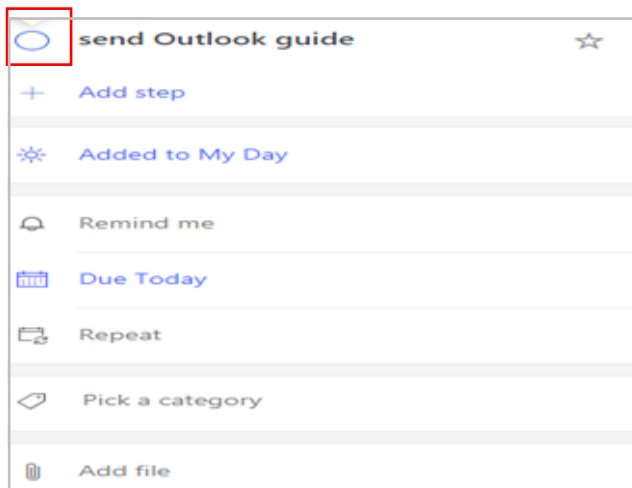 send Outlook guide
Add step
Added to My Day
Remind me
Due Today
Repeat
Pick a category
Add file